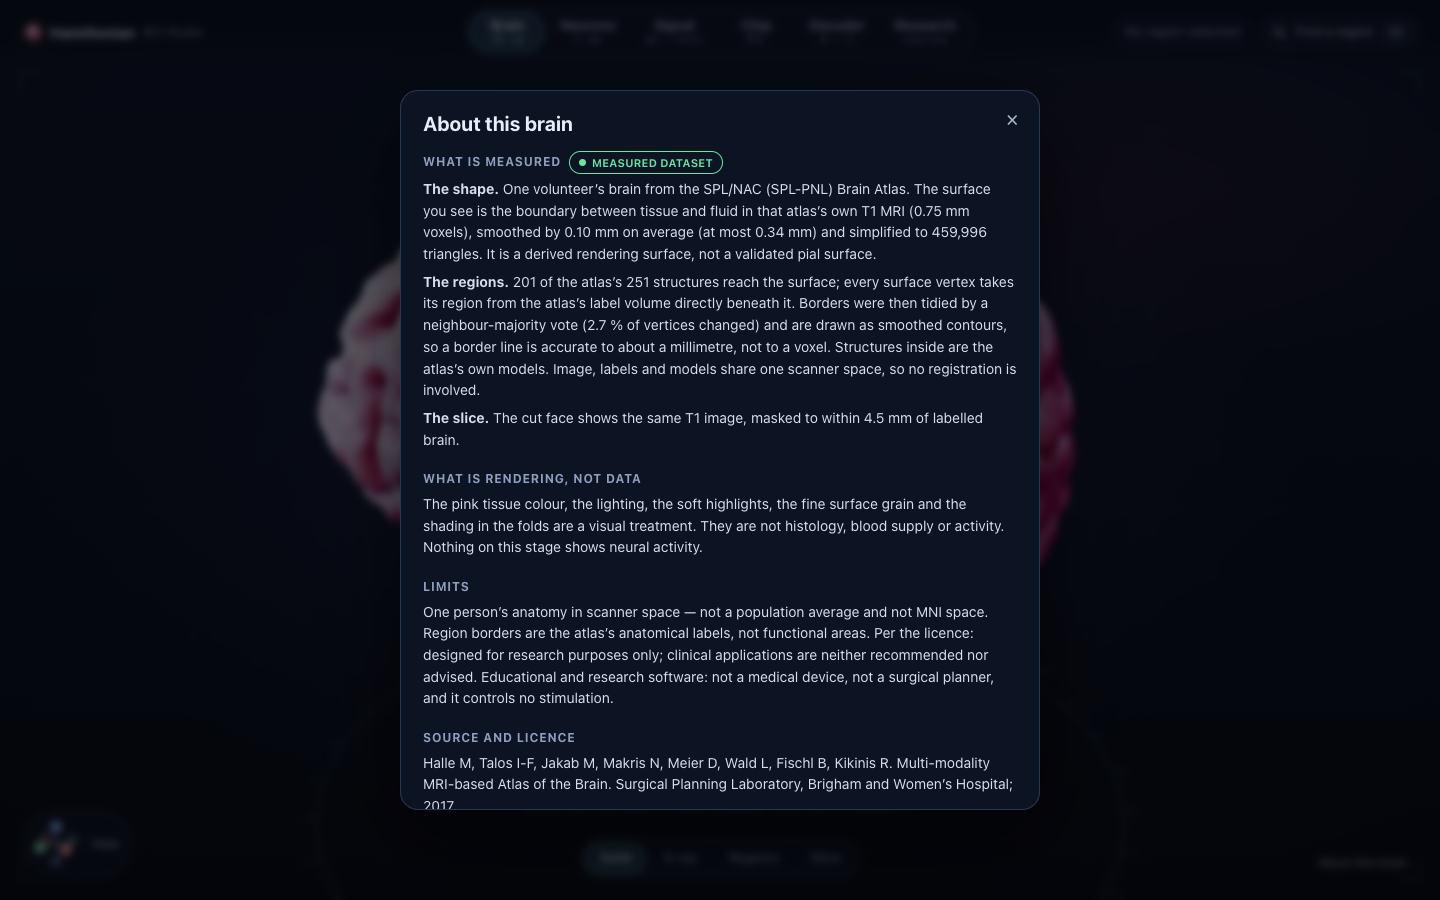 Brain
About this brain
×
WHAT IS MEASURED
MEASURED DATASET
The shape. One volunteer’s brain from the SPL/NAC (SPL-PNL) Brain Atlas. The surface
you see is the boundary between tissue and fluid in that atlas’s own T1 MRI (0.75 mm
voxels), smoothed by 0.10 mm on average (at most 0.34 mm) and simplified to 459,996
triangles. It is a derived rendering surface, not a validated pial surface.
The regions. 201 of the atlas’s 251 structures reach the surface; every surface vertex takes
its region from the atlas’s label volume directly beneath it. Borders were then tidied by a
neighbour-majority vote (2.7 % of vertices changed) and are drawn as smoothed contours,
so a border line is accurate to about a millimetre, not to a voxel. Structures inside are the
atlas’s own models. Image, labels and models share one scanner space, so no registration is
involved.
The slice. The cut face shows the same T1 image, masked to within 4.5 mm of labelled
brain.
WHAT IS RENDERING, NOT DATA
The pink tissue colour, the lighting, the soft highlights, the fine surface grain and the
shading in the folds are a visual treatment. They are not histology, blood supply or activity.
Nothing on this stage shows neural activity.
LIMITS
One person’s anatomy in scanner space — not a population average and not MNI space.
Region borders are the atlas’s anatomical labels, not functional areas. Per the licence:
designed for research purposes only; clinical applications are neither recommended nor
advised. Educational and research software: not a medical device, not a surgical planner,
and it controls no stimulation.
SOURCE AND LICENCE
Halle M, Talos I-F, Jakab M, Makris N, Meier D, Wald L, Fischl B, Kikinis R. Multi-modality
MRI-based Atlas of the Brain. Surgical Planning Laboratory, Brigham and Women’s Hospital;
2017